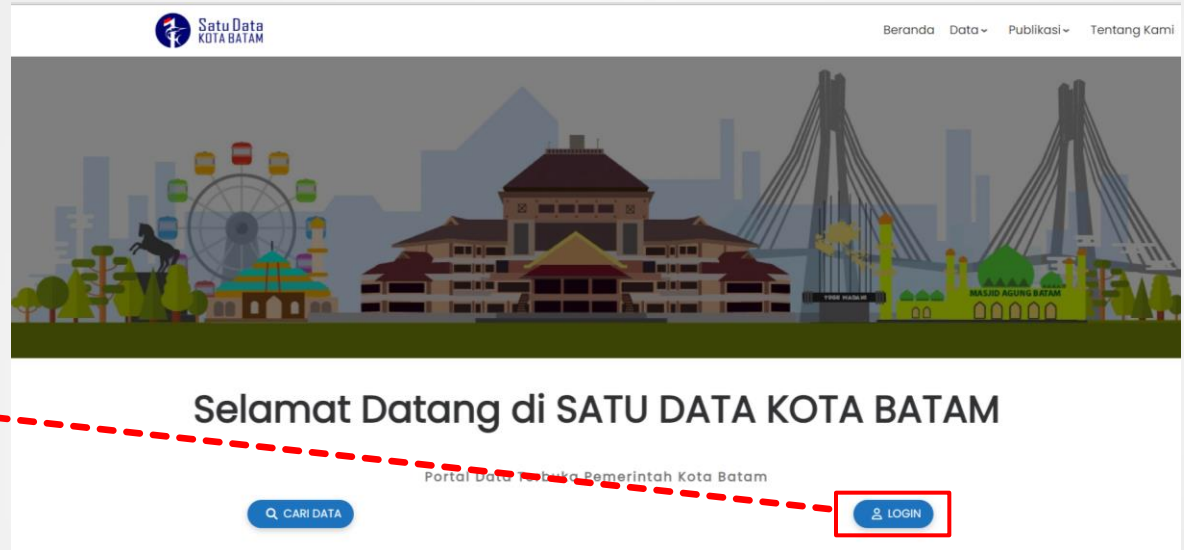 Satu Data
KOTA BATAM
Beranda Data Publikasi Tentang Kami
MASJID AGUNG BATAM
Selamat Datang di SATU DATA KOTA BATAM
Portal Data Terbuka Pemerintah Kota Batam
CARI DATA
LOGIN